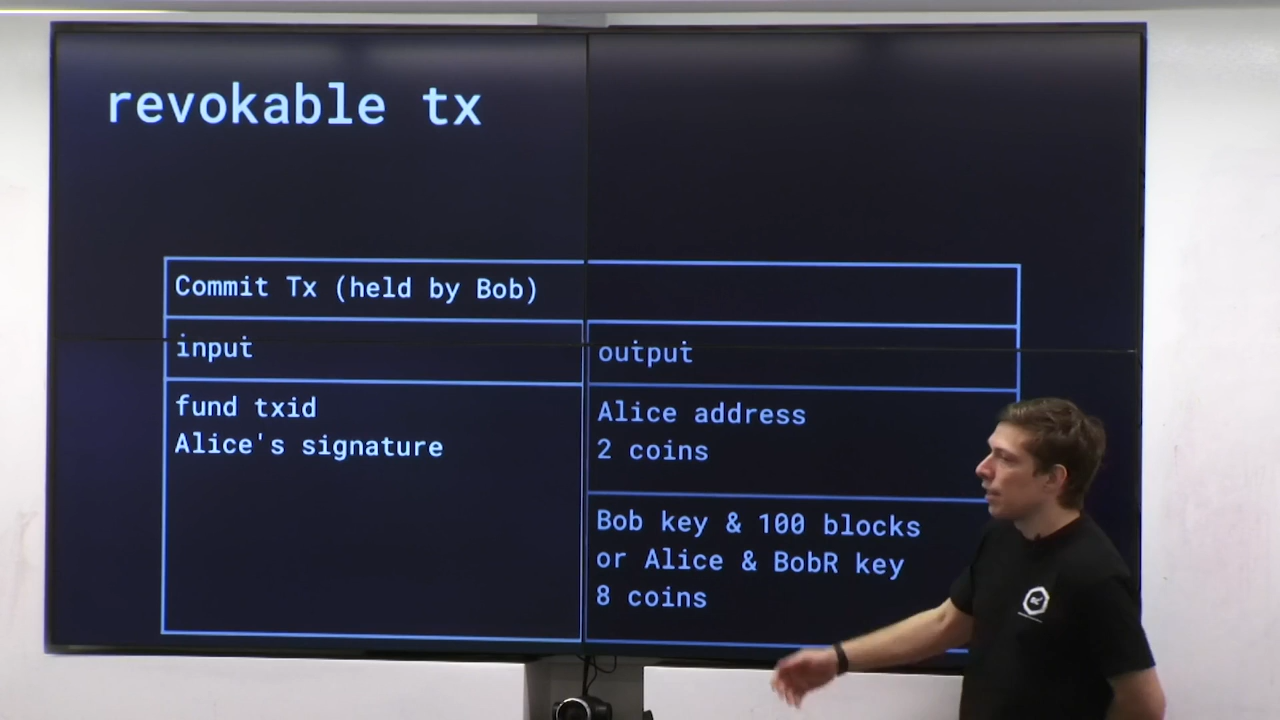 revokable tx
Commit Tx (held by Bob)
input
output
fund txid
Alice's signature
Alice address
2 coins
Bob key & 100 blocks
or Alice & BobR key
8 coins